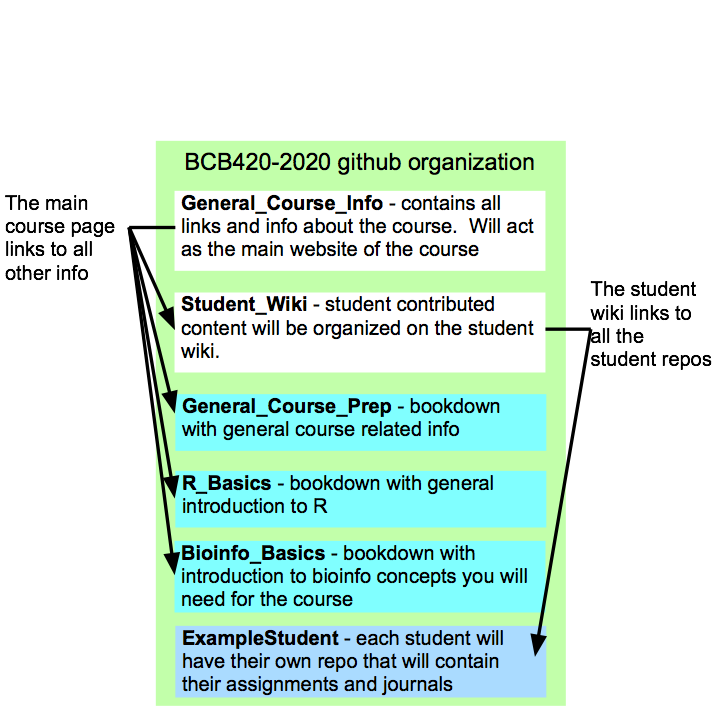 BCB420-2020 github organization
The main
course page
links to all
other info
General_Course_Info - contains all
links and info about the course.  Will act
as the main website of the course
Student_Wiki - student contributed
content will be organized on the student
wiki.
The student
wiki links to
all the
student repos
General_Course_Prep - bookdown
with general course related info
R_Basics - bookdown with general
introduction to R
Bioinfo_Basics - bookdown with
introduction to bioinfo concepts you will
need for the course
ExampleStudent - each student will
have their own repo that will contain
their assignments and journals